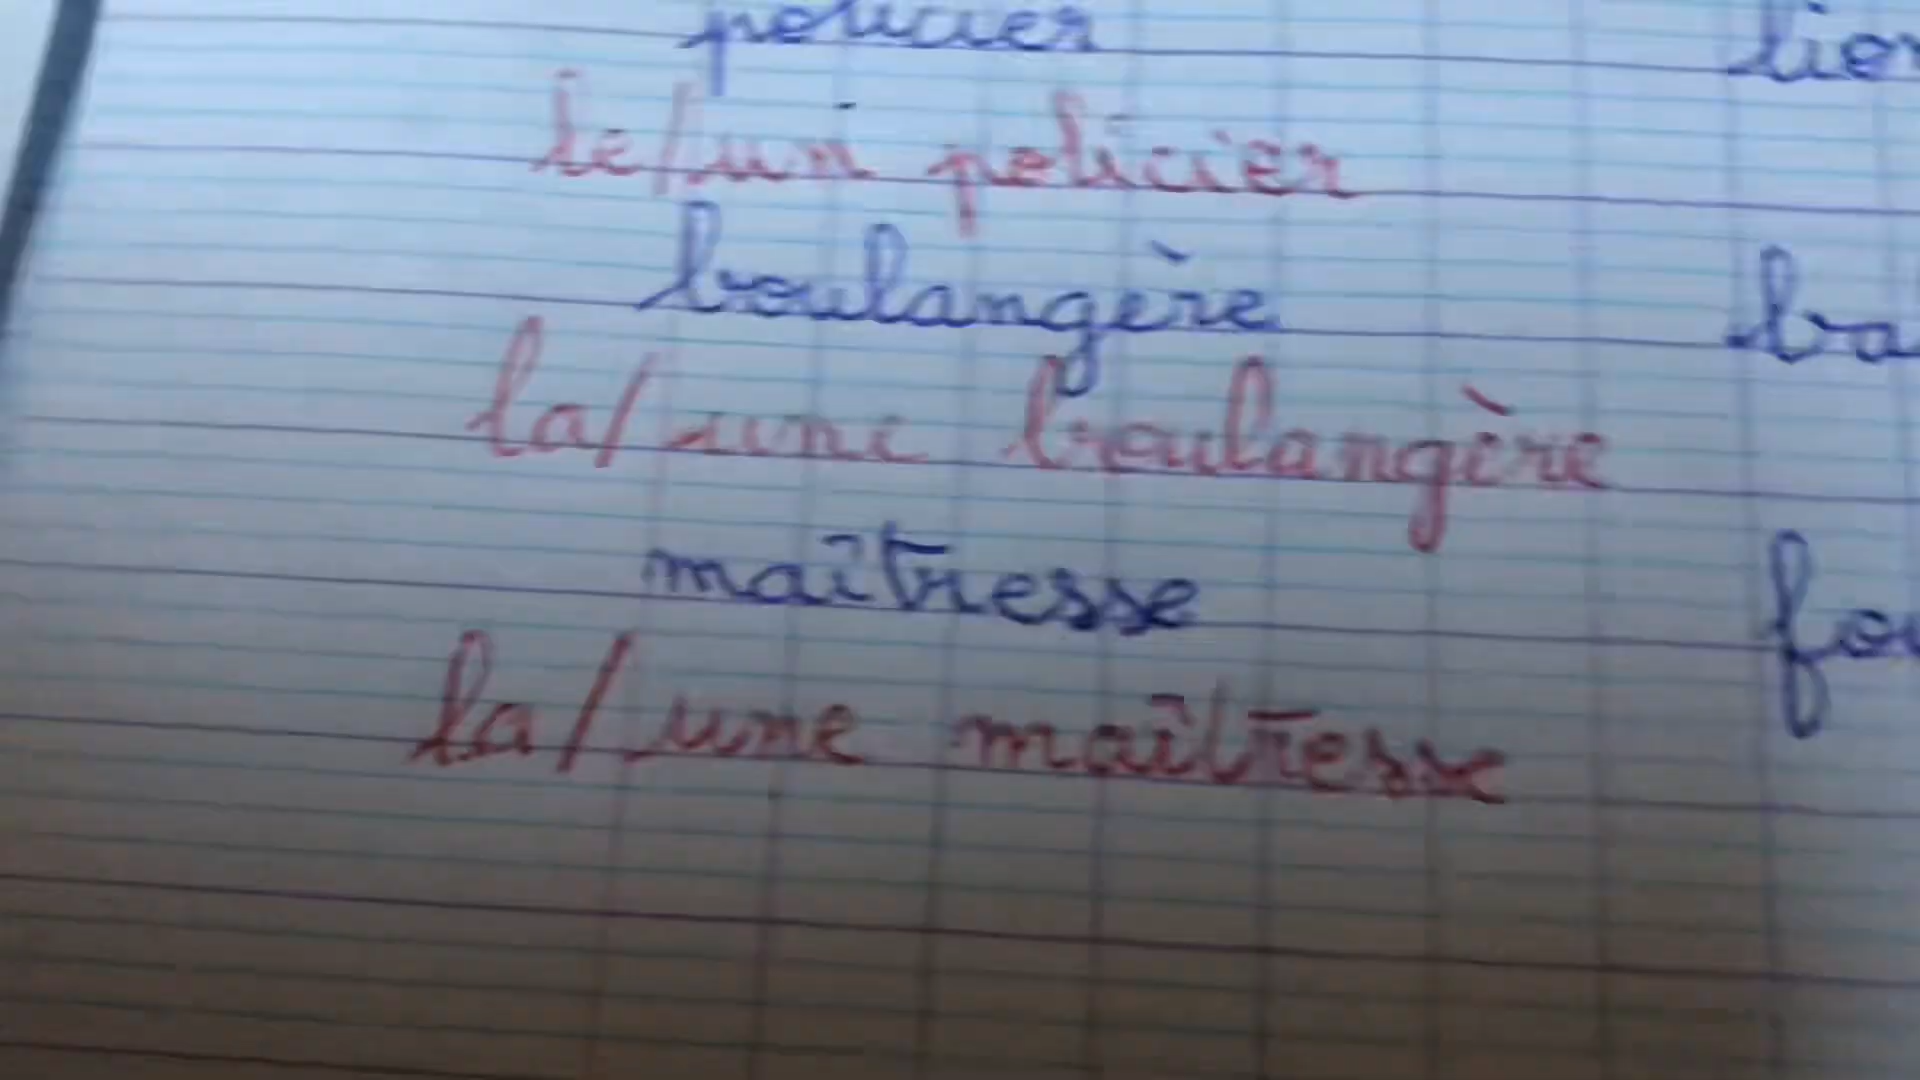 policier
le/un policier
boulangère
la/une boulangère
maîtresse
la/une maîtresse